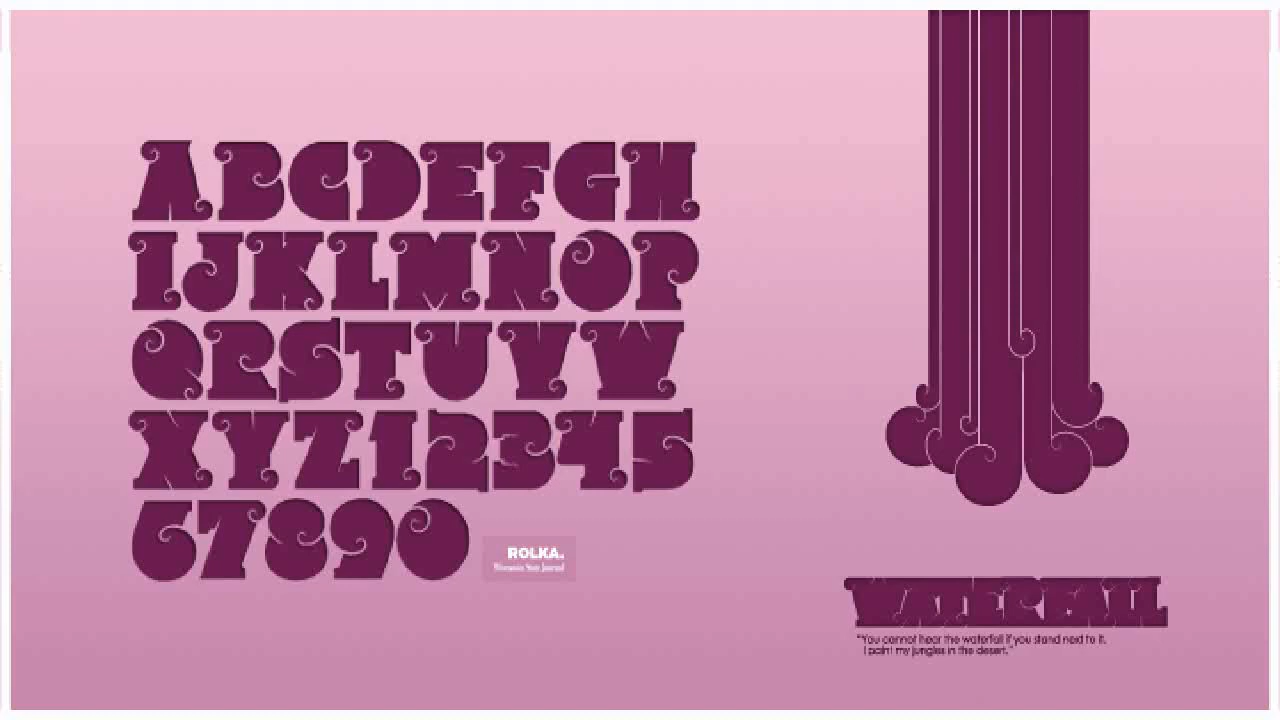 ABCDEFGH
IJKLMNOP
QRSTUVW
XYZ12345
67890
ROLKA.
WATERFALL
"You cannot hear the waterfall if you stand next to it.
I paint my jungles in the desert."